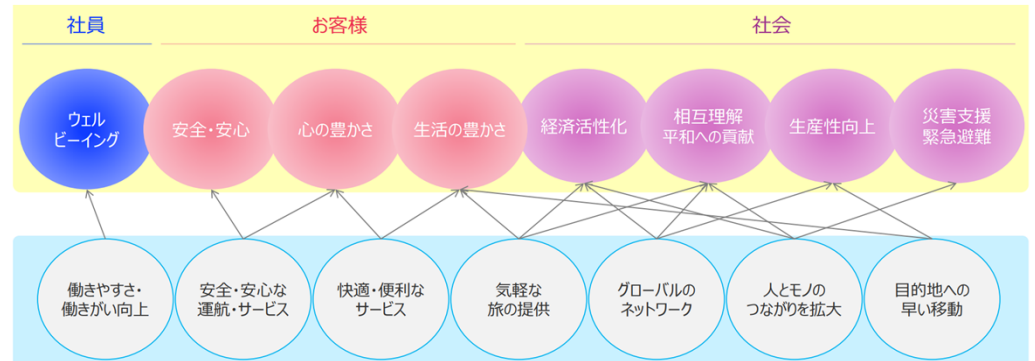 社員
お客様
社会
ウェル
ビーイング
安全・安心
心の豊かさ
生活の豊かさ
経済活性化
相互理解
平和への貢献
生産性向上
災害支援
緊急避難
働きやすさ・
働きがい向上
安全・安心な
運航・サービス
快適・便利な
サービス
気軽な
旅の提供
グローバルの
ネットワーク
人とモノの
つながりを拡大
目的地への
早い移動